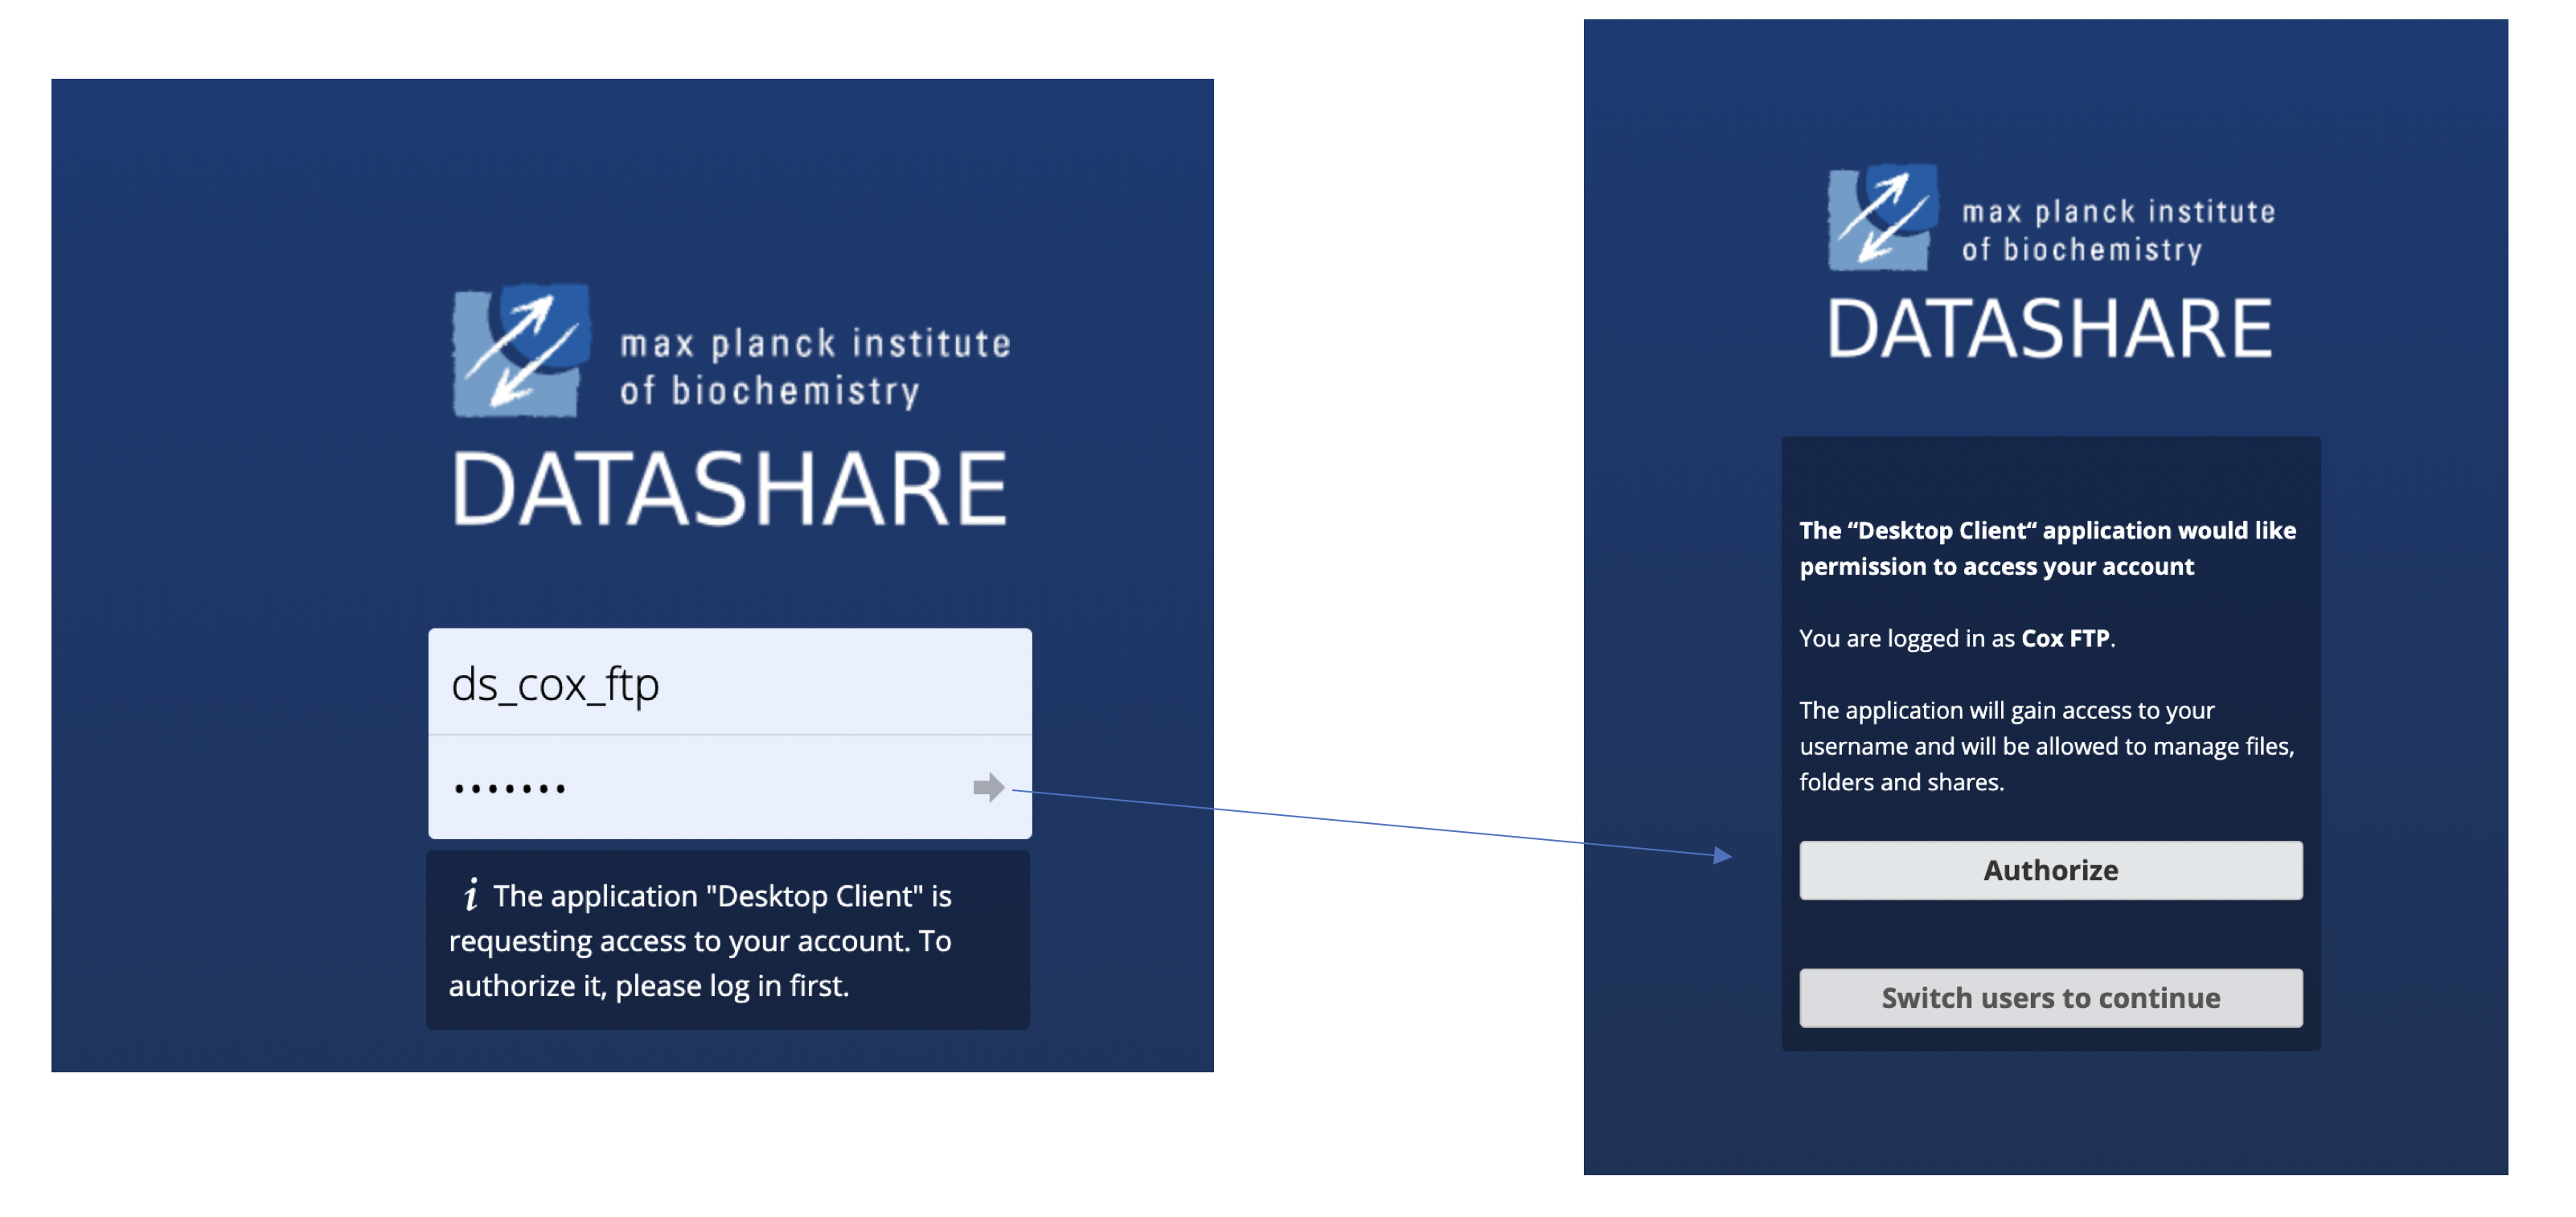 max planck institute
of biochemistry
DATASHARE
ds_cox_ftp
•••••••
i The application "Desktop Client" is
requesting access to your account. To
authorize it, please log in first.
max planck institute
of biochemistry
DATASHARE
The “Desktop Client“ application would like
permission to access your account
You are logged in as Cox FTP.
The application will gain access to your
username and will be allowed to manage files,
folders and shares.
Authorize
Switch users to continue